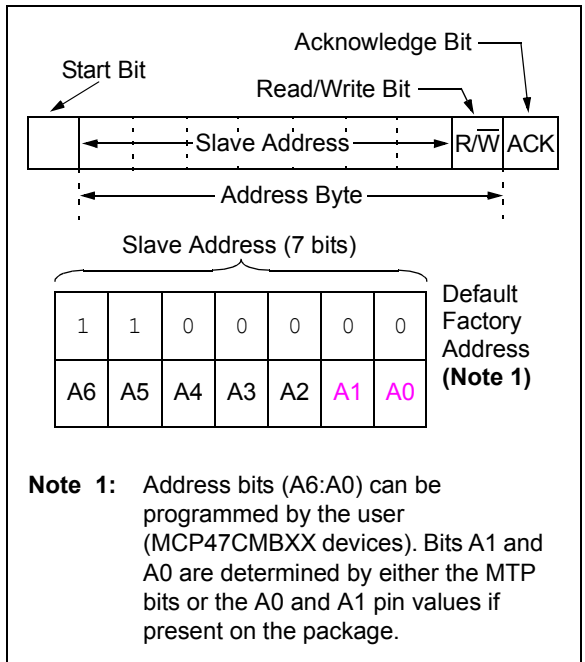 Acknowledge Bit
Start Bit
Read/Write Bit
Slave Address
R/W̅ ACK
Address Byte
Slave Address (7 bits)
1 1 0 0 0 0 0
A6 A5 A4 A3 A2 A1 A0
Default
Factory
Address
(Note 1)
Note 1: Address bits (A6:A0) can be
programmed by the user
(MCP47CMBXX devices). Bits A1 and
A0 are determined by either the MTP
bits or the A0 and A1 pin values if
present on the package.